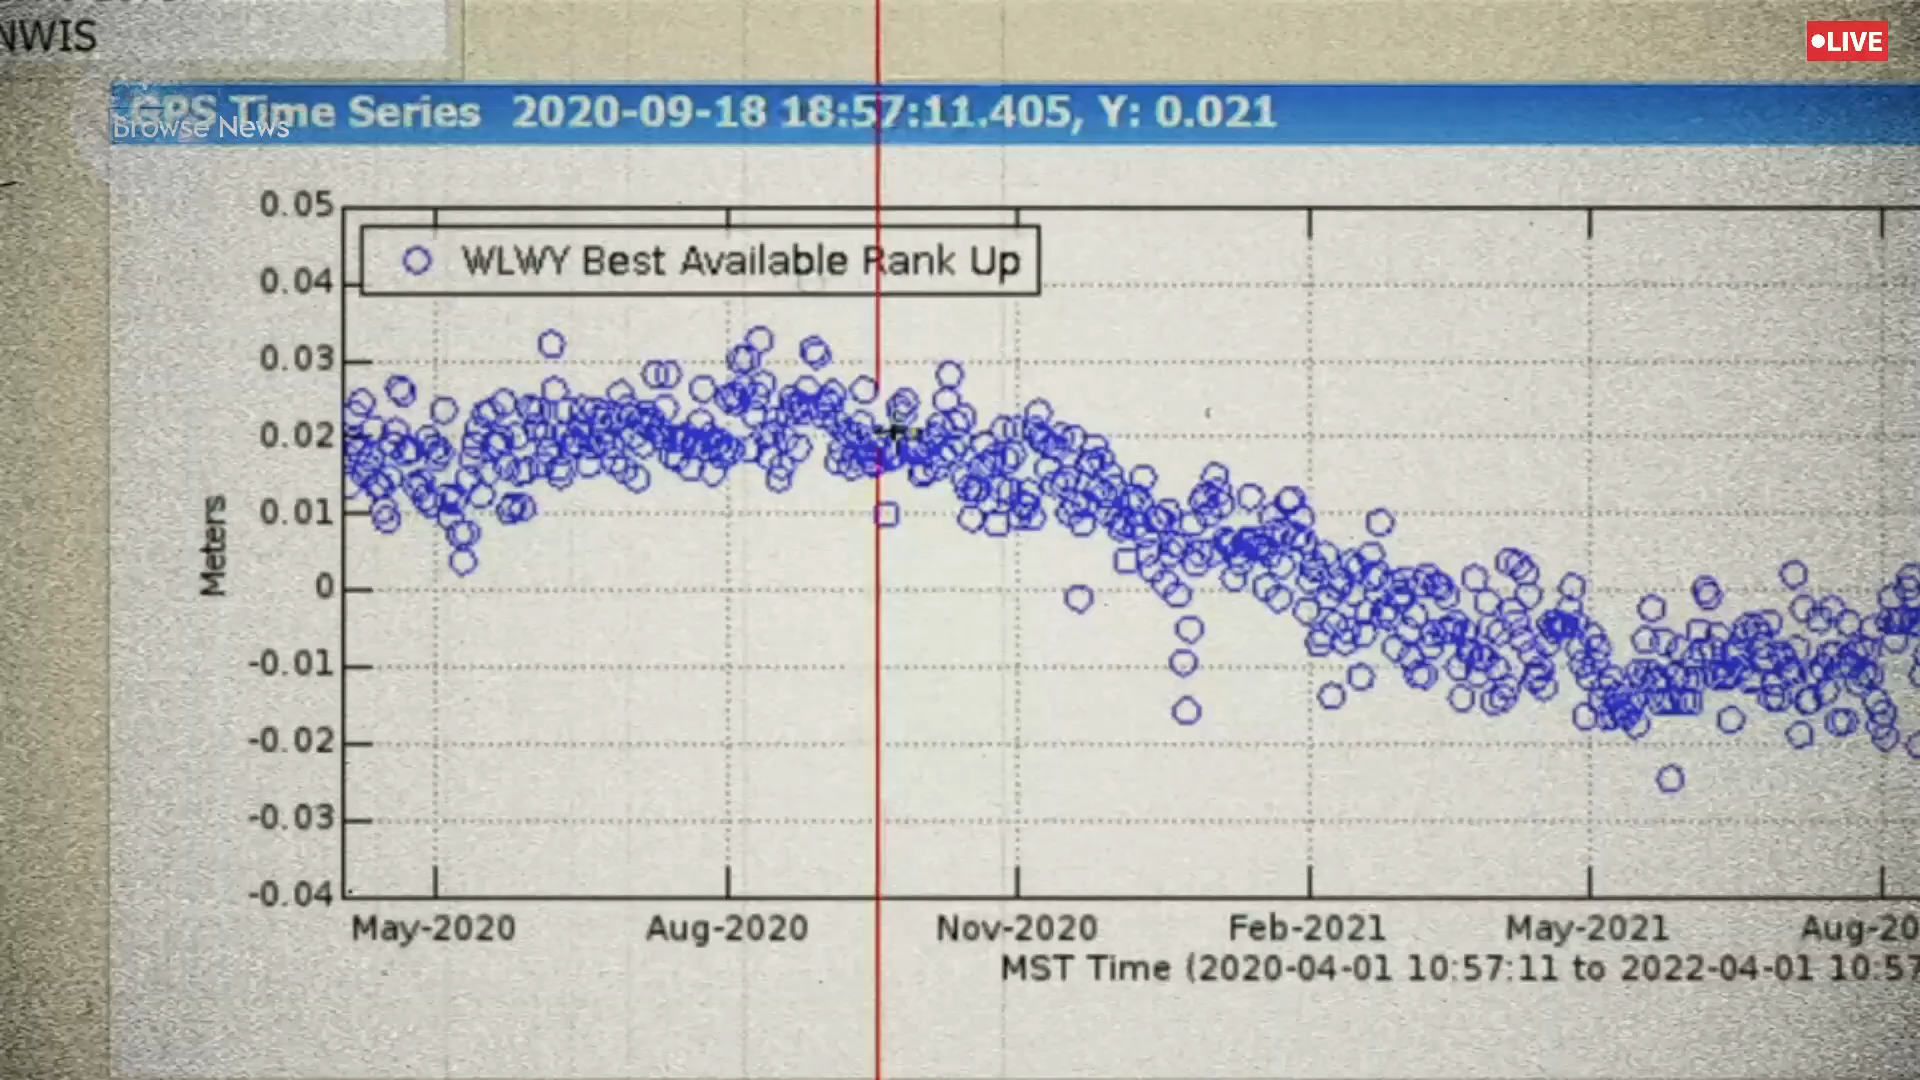 NWIS
LIVE
GPS Time Series 2020-09-18 18:57:11.405, Y: 0.021
Browse News
WLWY Best Available Rank Up
0.05
0.04
0.03
0.02
0.01
0
-0.01
-0.02
-0.03
-0.04
Meters
May-2020 Aug-2020 Nov-2020 Feb-2021 May-2021 Aug-20
MST Time (2020-04-01 10:57:11 to 2022-04-01 10:57